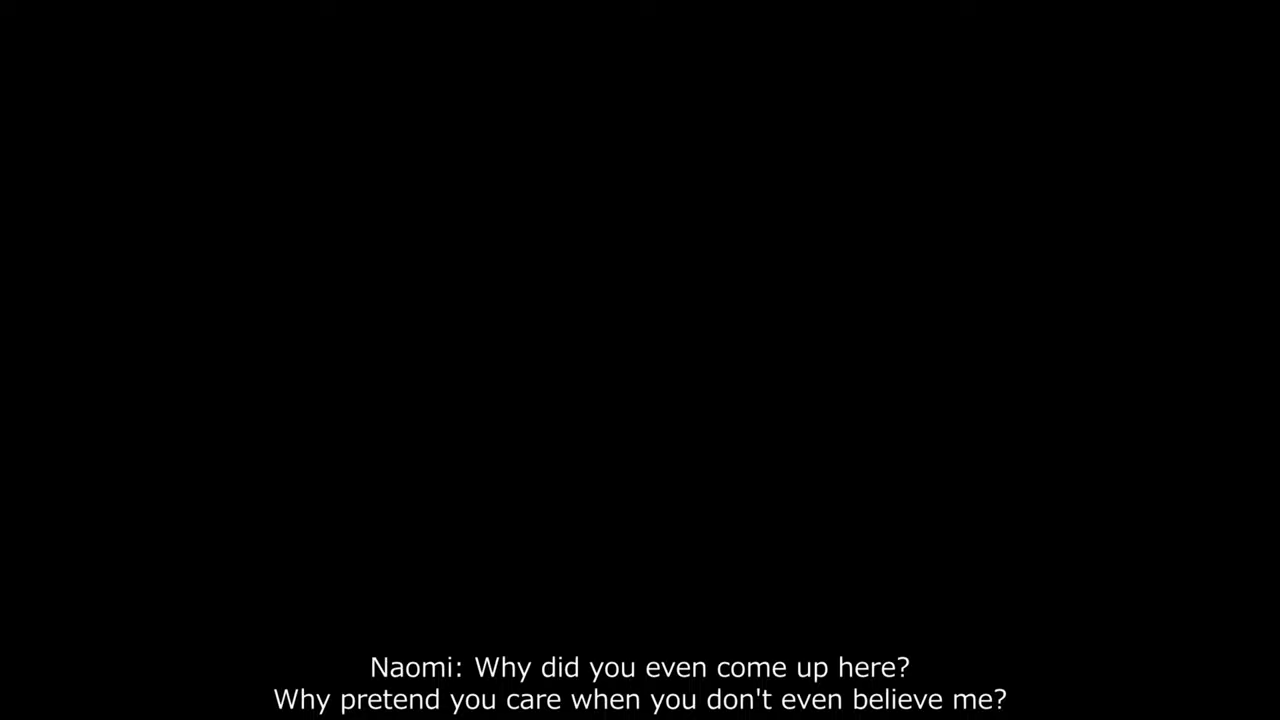 Naomi: Why did you even come up here?
Why pretend you care when you don't even believe me?